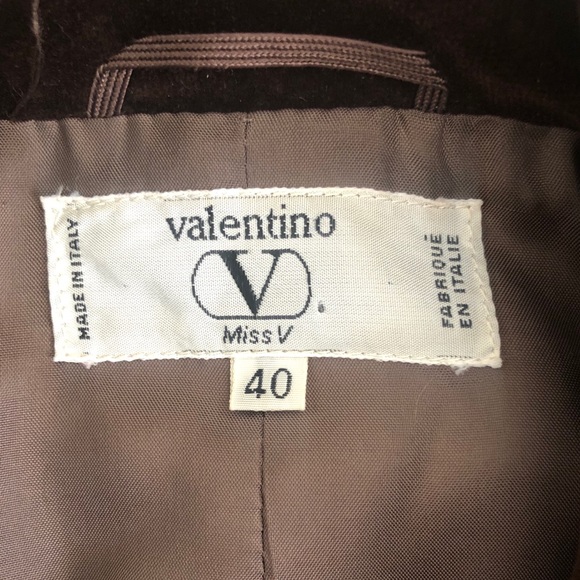 valentino
V
Miss V
MADE IN ITALY
FABRIQUÉ
EN ITALIE
40